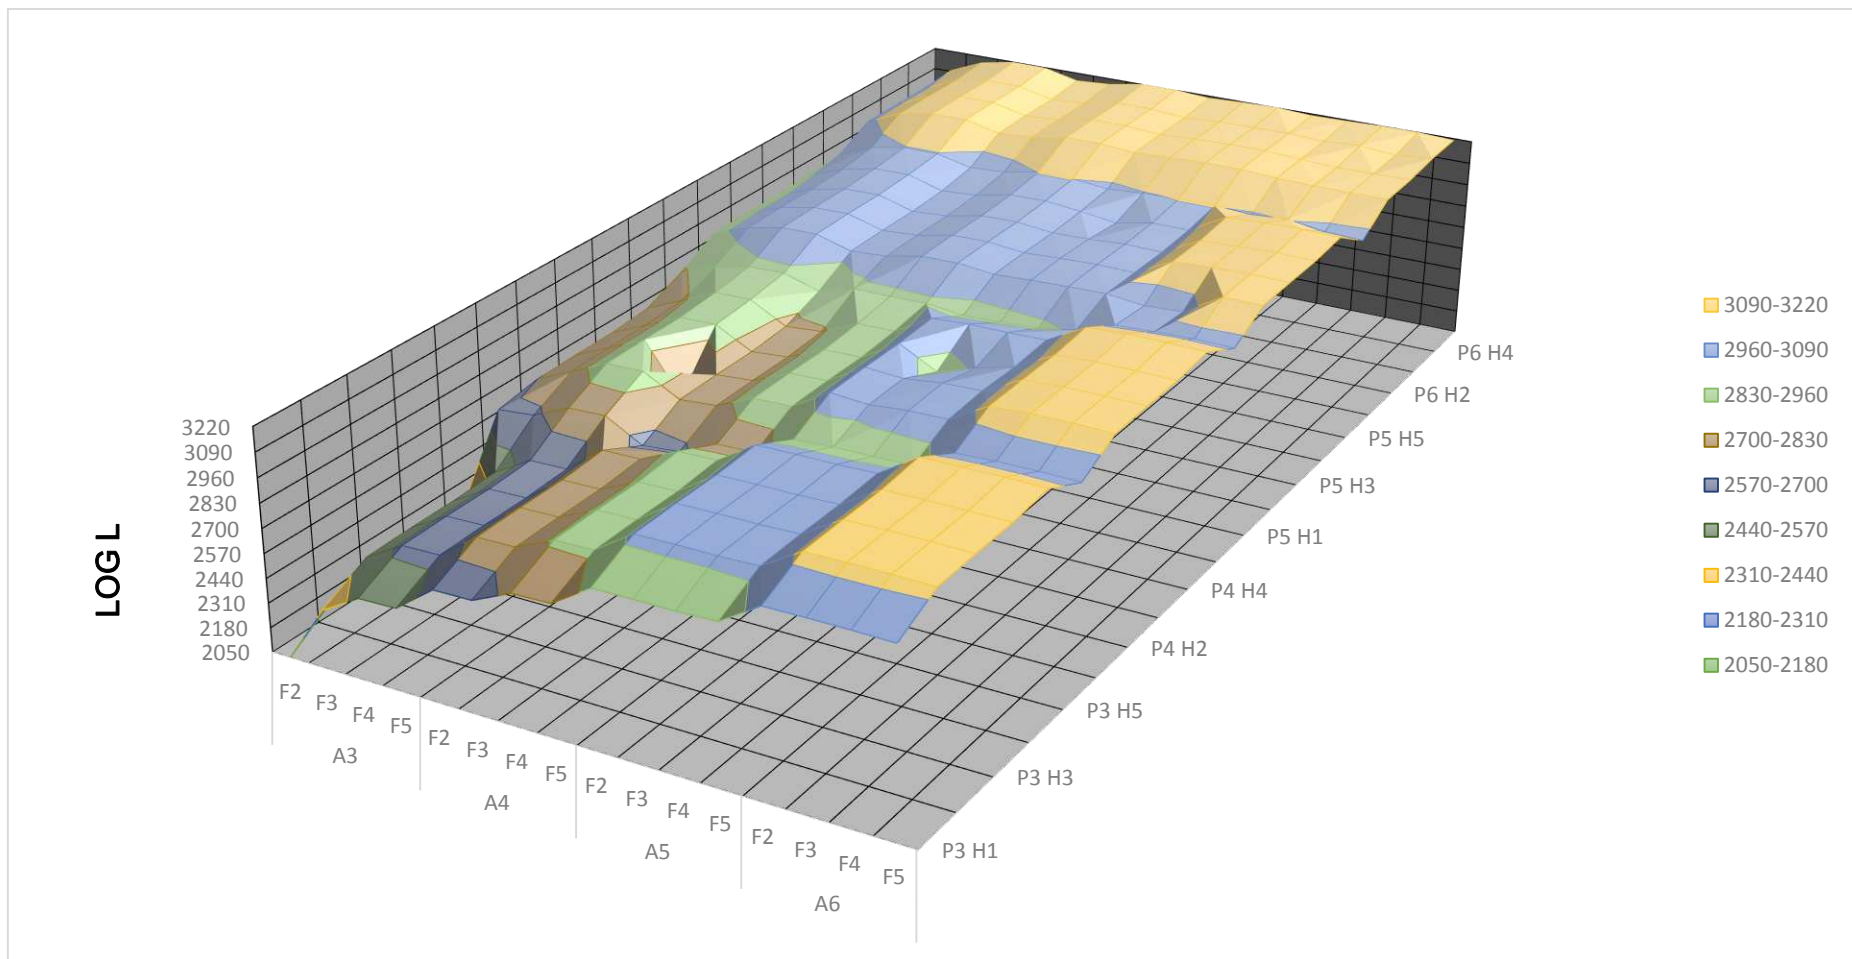 LOG L
3220
3090
2960
2830
2700
2570
2440
2310
2180
2050
F2
F3
F4
F5
F2
F3
F4
F5
F2
F3
F4
F5
F2
F3
F4
F5
A3
A4
A5
A6
P3 H1
P3 H3
P3 H5
P4 H2
P4 H4
P5 H1
P5 H3
P5 H5
P6 H2
P6 H4
3090-3220
2960-3090
2830-2960
2700-2830
2570-2700
2440-2570
2310-2440
2180-2310
2050-2180